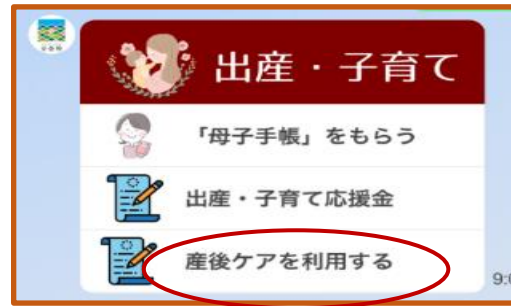 出産・子育て
「母子手帳」をもらう
出産・子育て応援金
産後ケアを利用する